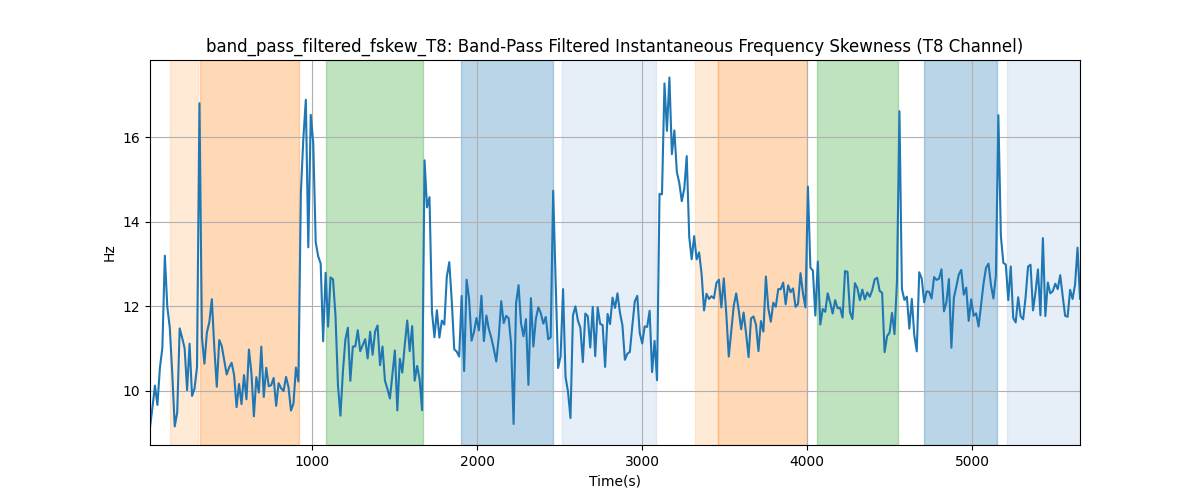 band_pass_filtered_fskew_T8: Band-Pass Filtered Instantaneous Frequency Skewness (T8 Channel)
16
14
12
10
Hz
1000 2000 3000 4000 5000
Time(s)